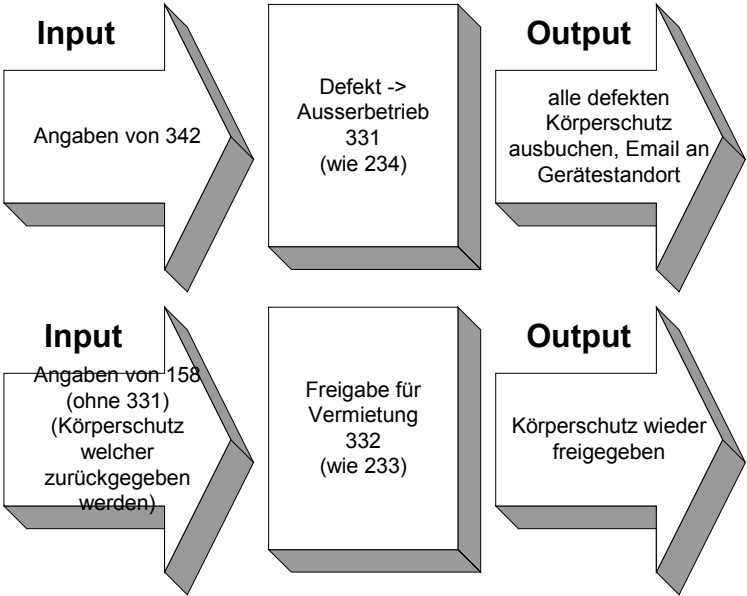 Input
Angaben von 342
Defekt ->
Ausserbetrieb
331
(wie 234)
Output
alle defekten
Körperschutz
ausbuchen, Email an
Gerätestandort
Input
Angaben von 158
(ohne 331)
(Körperschutz
welcher
zurückgegeben
werden)
Freigabe für
Vermietung
332
(wie 233)
Output
Körperschutz wieder
freigegeben